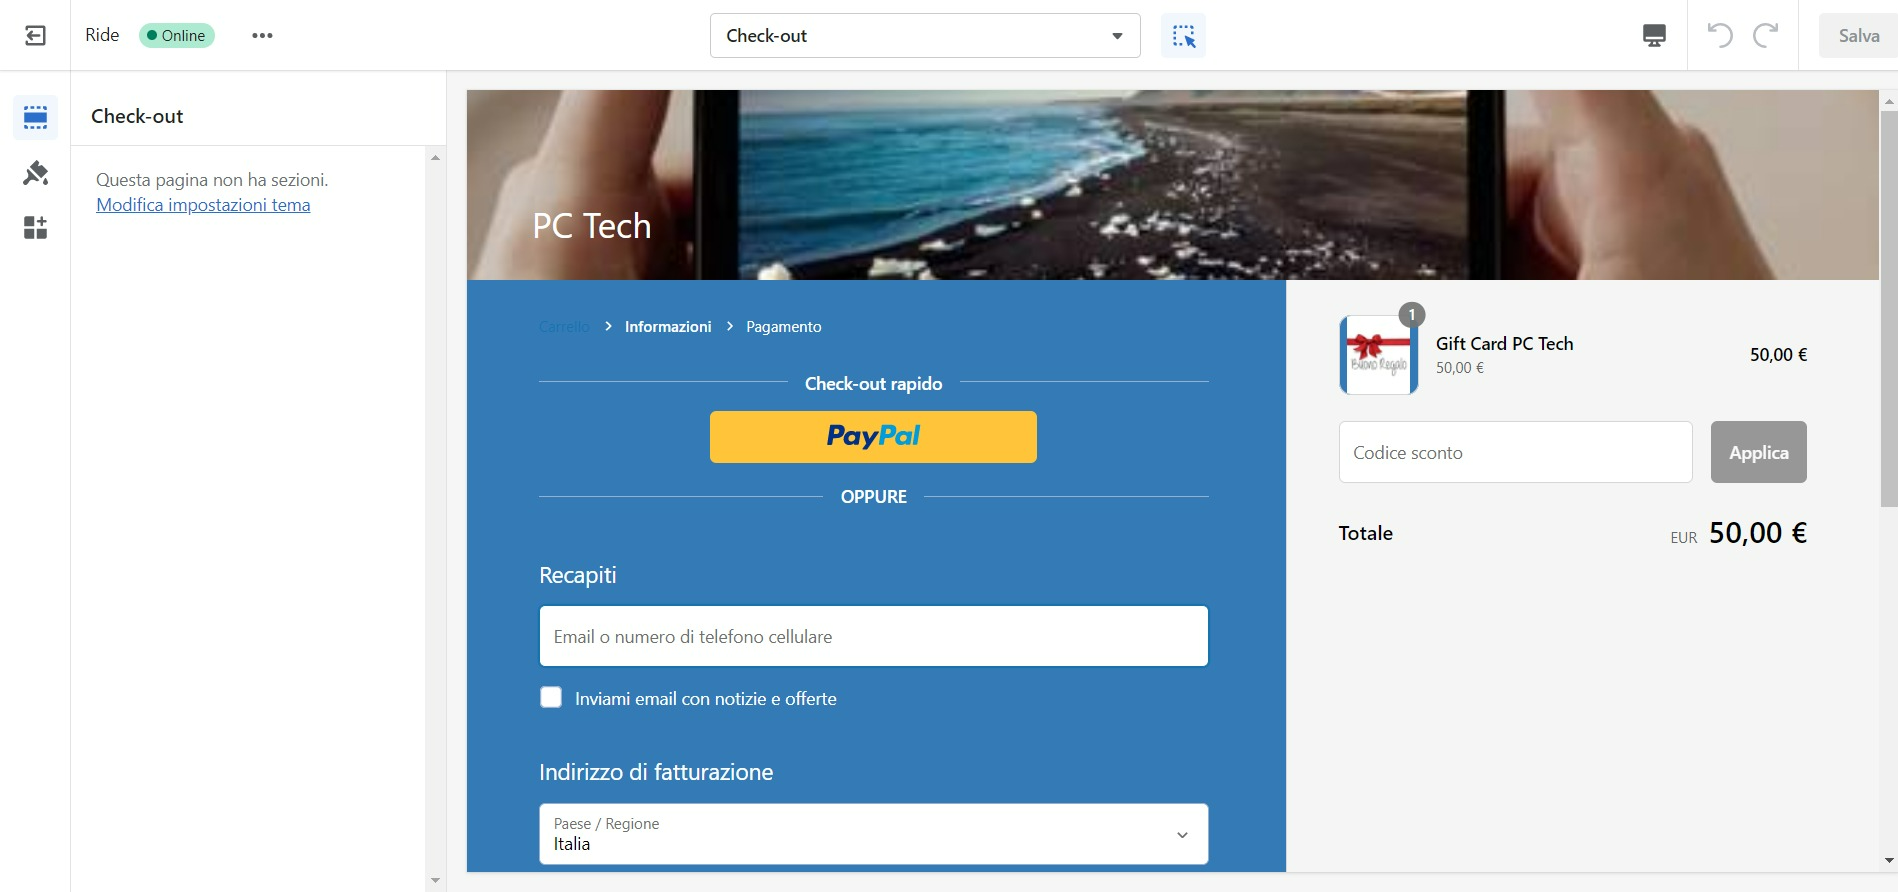 Ride
Online
Check-out
Salva
Check-out
Questa pagina non ha sezioni.
Modifica impostazioni tema
PC Tech
Carrello > Informazioni > Pagamento
Check-out rapido
PayPal
OPPURE
Recapiti
Email o numero di telefono cellulare
Inviami email con notizie e offerte
Indirizzo di fatturazione
Paese / Regione
Italia
1
Buono Regalo
Gift Card PC Tech
50,00 €
50,00 €
Codice sconto
Applica
Totale
EUR 50,00 €